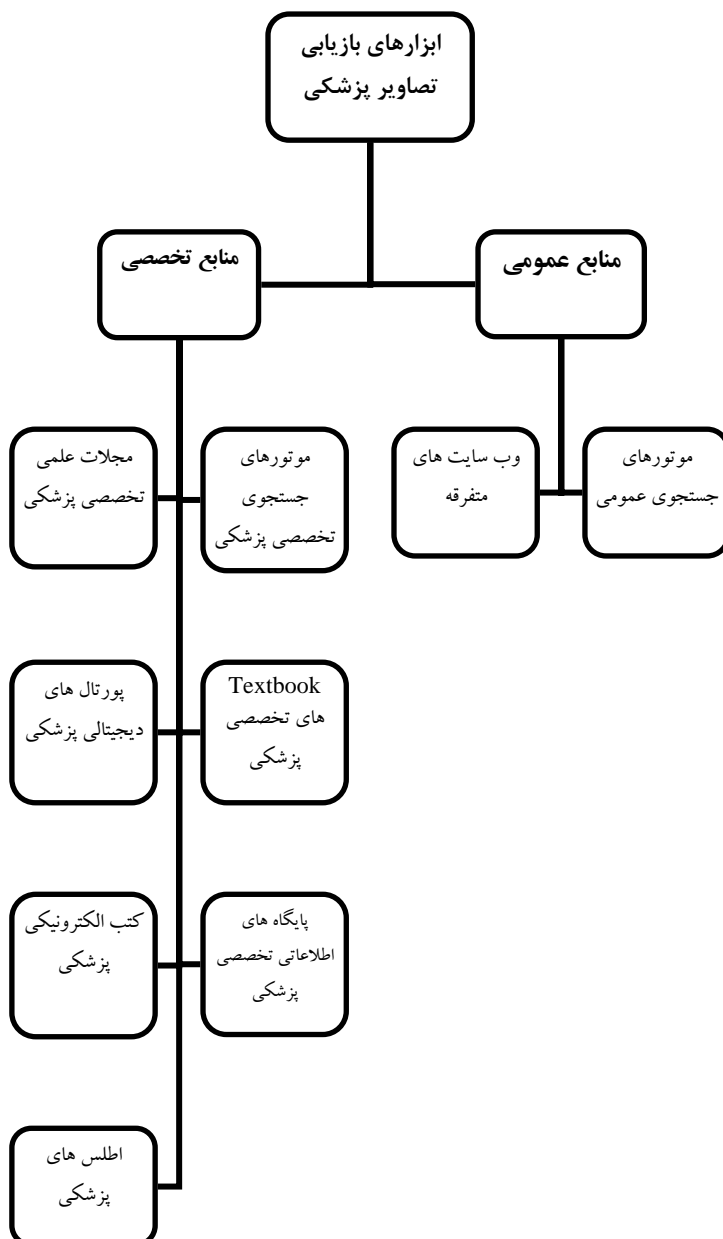 ابزارهای بازیابی
تصاویر پزشکی
منابع عمومی
منابع تخصصی
موتورهای
جستجوی عمومی
وب سایت های
متفرقه
موتورهای
جستجوی
تخصصی پزشکی
مجلات علمی
تخصصی پزشکی
Textbook
های تخصصی
پزشکی
پورتال های
دیجیتالی پزشکی
پایگاه های
اطلاعاتی تخصصی
پزشکی
کتب الکترونیکی
پزشکی
اطلس های
پزشکی